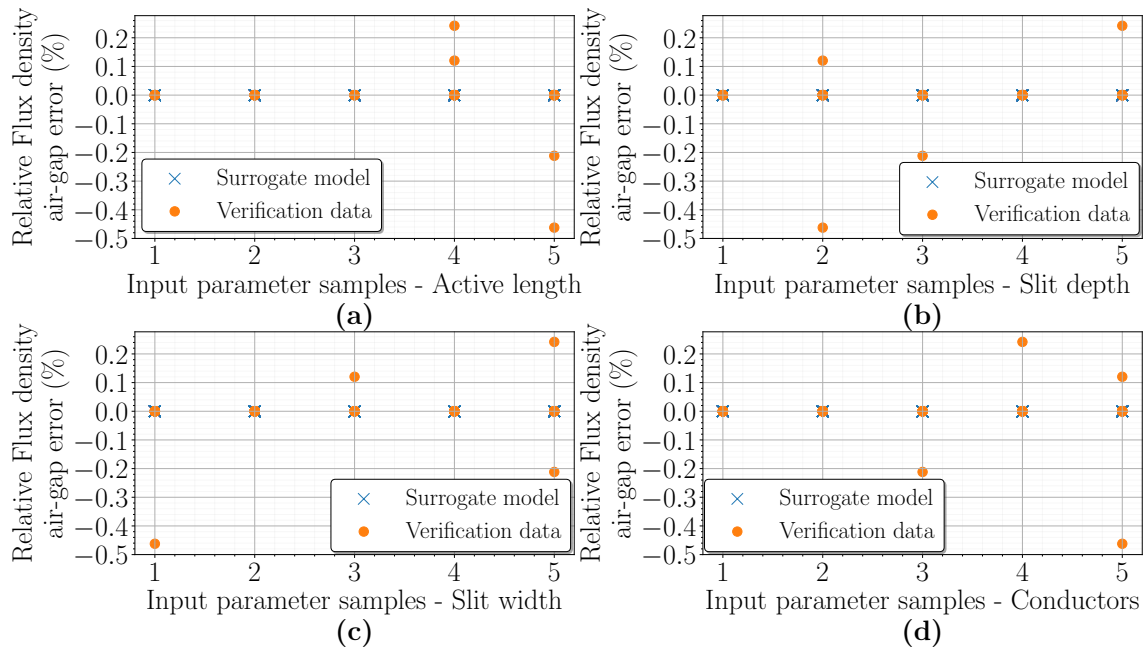 Relative Flux density
air-gap error (%)
0.2
0.1
0.0
−0.1
−0.2
−0.3
−0.4
−0.5
Surrogate model
Verification data
1 2 3 4 5
Input parameter samples - Active length
(a)
Relative Flux density
air-gap error (%)
0.2
0.1
0.0
−0.1
−0.2
−0.3
−0.4
−0.5
Surrogate model
Verification data
1 2 3 4 5
Input parameter samples - Slit depth
(b)
Relative Flux density
air-gap error (%)
0.2
0.1
0.0
−0.1
−0.2
−0.3
−0.4
−0.5
Surrogate model
Verification data
1 2 3 4 5
Input parameter samples - Slit width
(c)
Relative Flux density
air-gap error (%)
0.2
0.1
0.0
−0.1
−0.2
−0.3
−0.4
−0.5
Surrogate model
Verification data
1 2 3 4 5
Input parameter samples - Conductors
(d)